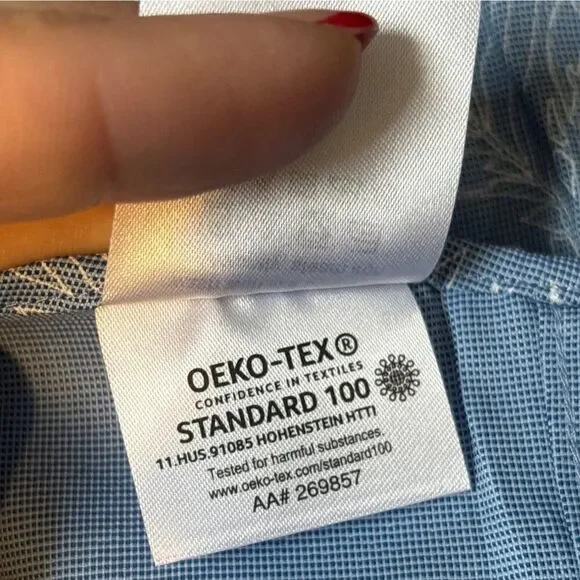 OEKO-TEX®
CONFIDENCE IN TEXTILES
STANDARD 100
11.HUS.91085 HOHENSTEIN HTTI
Tested for harmful substances.
www.oeko-tex.com/standard100
AA# 269857